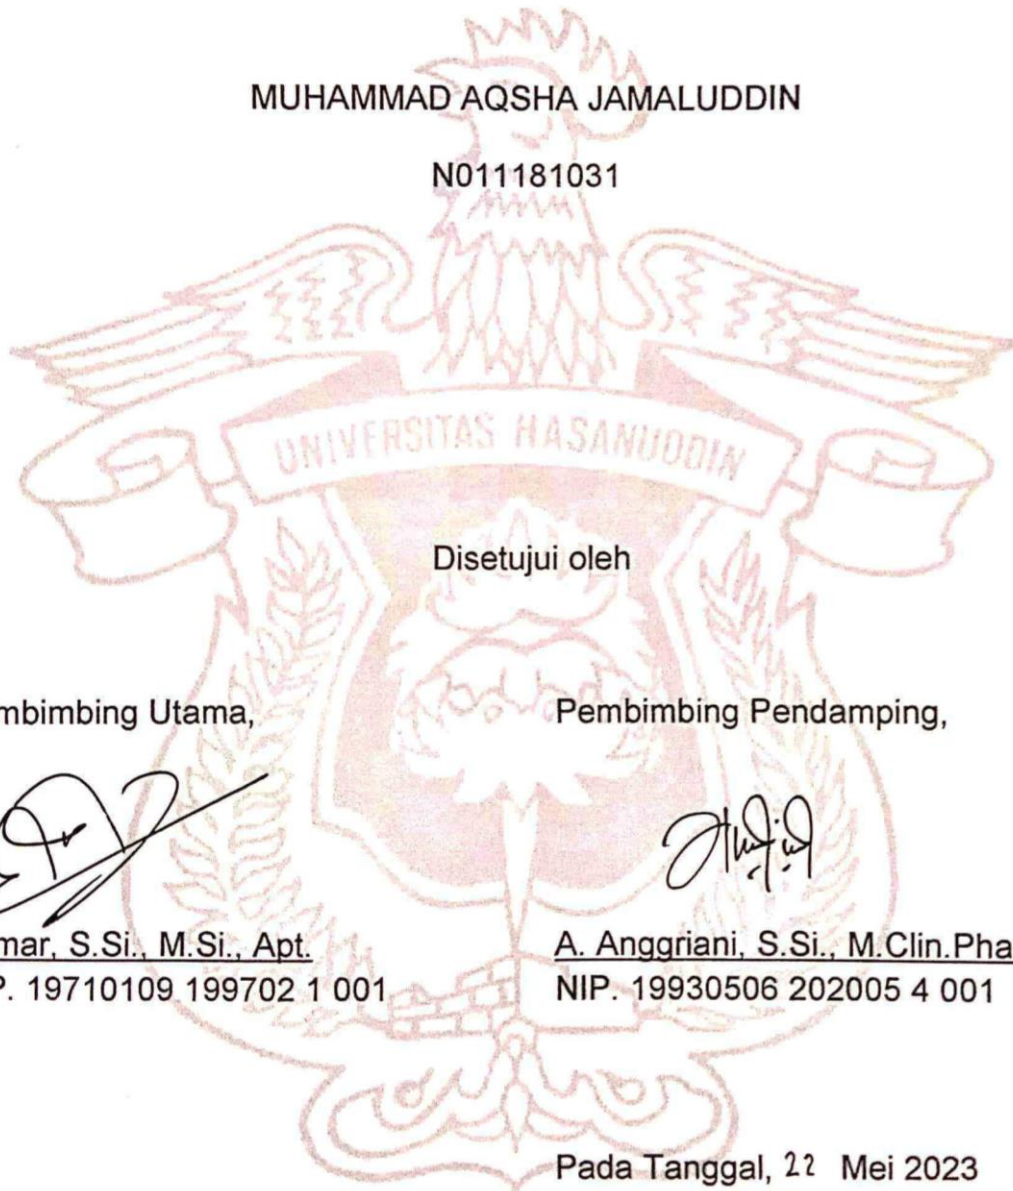 MUHAMMAD AQSHA JAMALUDDIN
N011181031
UNIVERSITAS HASANUDDIN
Disetujui oleh
mbimbing Utama,
Pembimbing Pendamping,
mar, S.Si., M.Si., Apt.
A. Anggriani, S.Si., M.Clin.Pha
P. 19710109 199702 1 001
NIP. 19930506 202005 4 001
Pada Tanggal, 22 Mei 2023